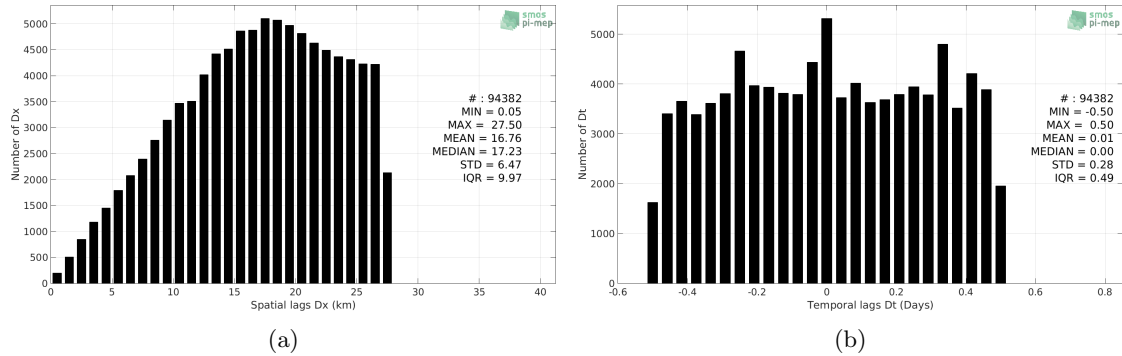 smos
pi-mep
Number of Dx
5000
4500
4000
3500
3000
2500
2000
1500
1000
500
0
# : 94382
MIN = 0.05
MAX = 27.50
MEAN = 16.76
MEDIAN = 17.23
STD = 6.47
IQR = 9.97
0 5 10 15 20 25 30 35 40
Spatial lags Dx (km)
(a)
smos
pi-mep
Number of Dt
5000
4000
3000
2000
1000
0
# : 94382
MIN = -0.50
MAX = 0.50
MEAN = 0.01
MEDIAN = 0.00
STD = 0.28
IQR = 0.49
-0.6 -0.4 -0.2 0 0.2 0.4 0.6 0.8
Temporal lags Dt (Days)
(b)